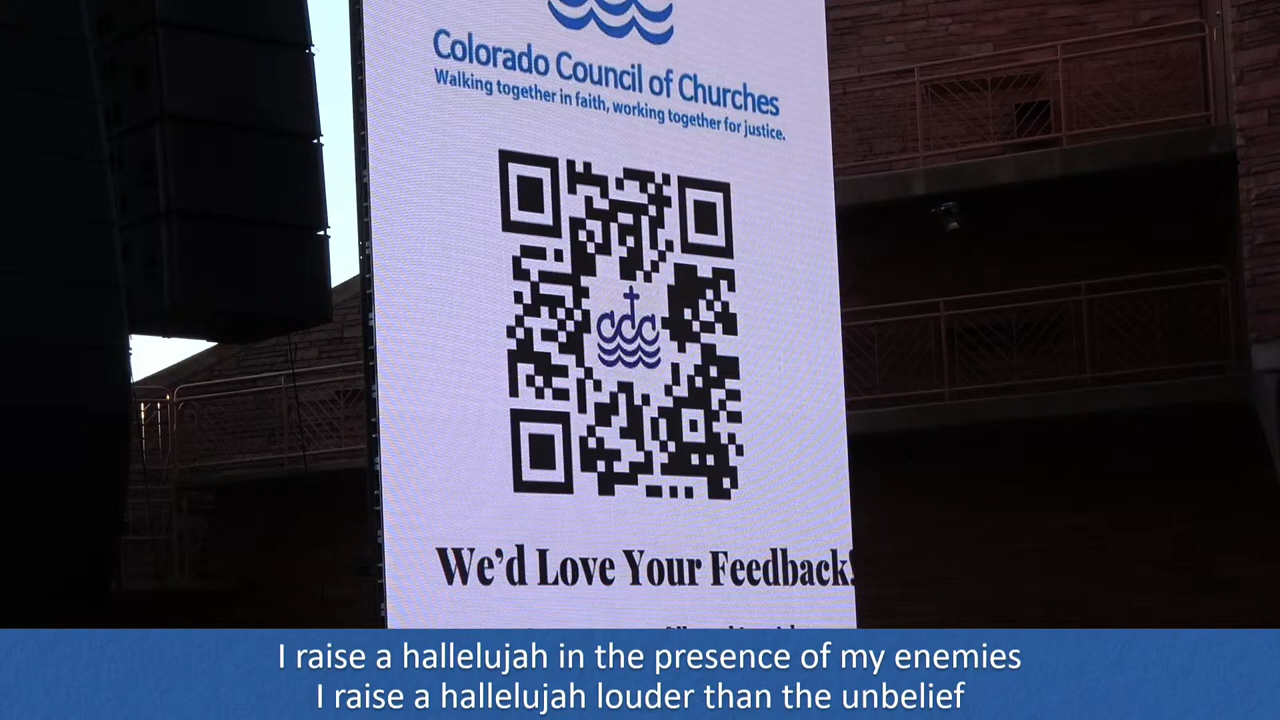 Colorado Council of Churches
Walking together in faith, working together for justice.
cdc
We'd Love Your Feedback!
I raise a hallelujah in the presence of my enemies
I raise a hallelujah louder than the unbelief